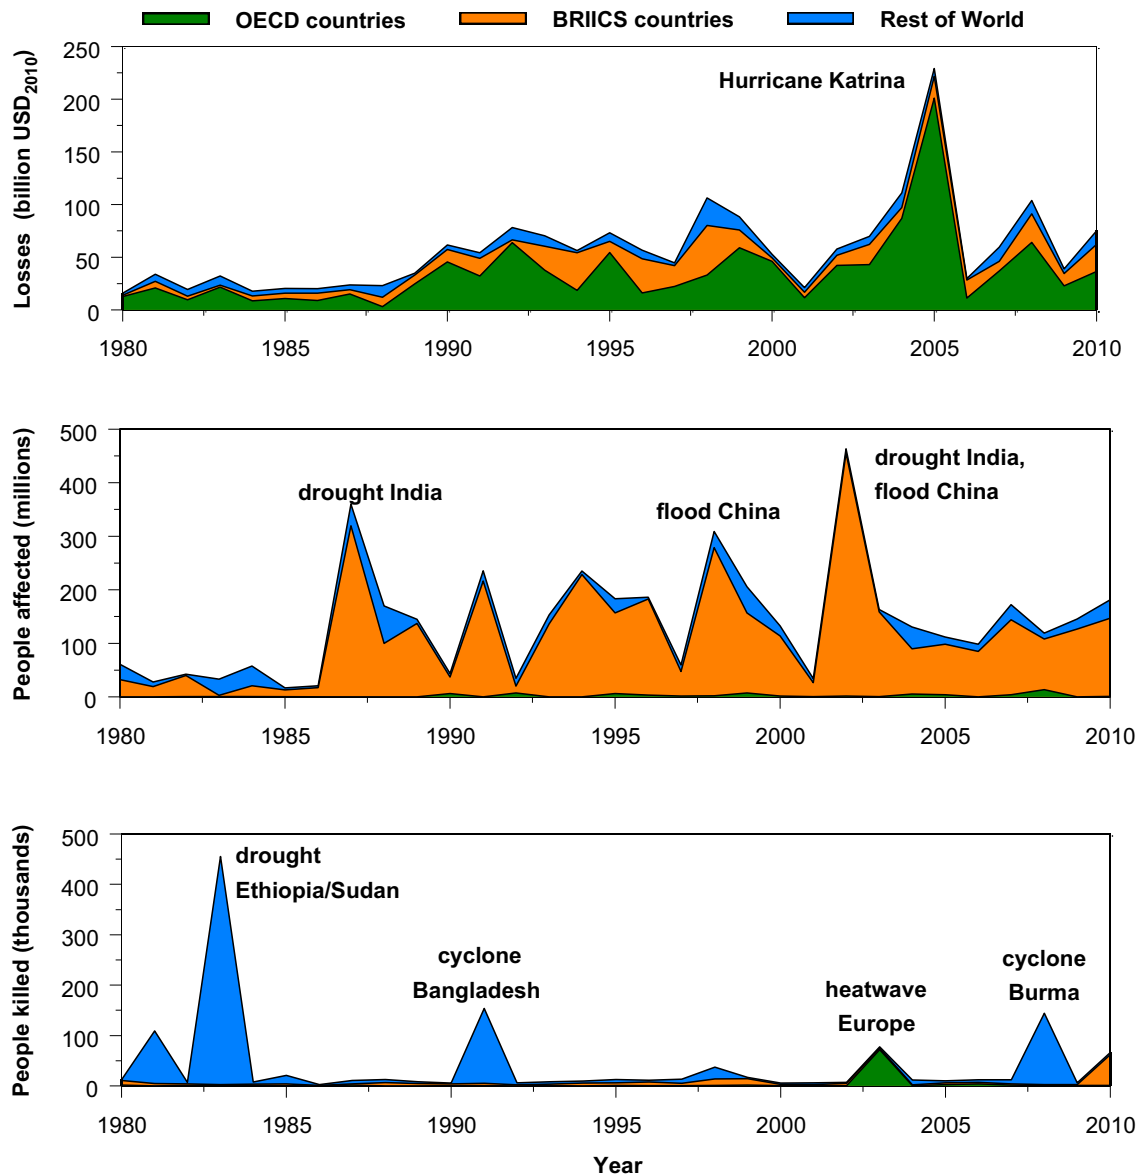 OECD countries BRIICS countries Rest of World
Losses (billion USD2010)
250
200
150
100
50
0
Hurricane Katrina
1980 1985 1990 1995 2000 2005 2010
People affected (millions)
500
400
300
200
100
0
drought India
flood China
drought India,
flood China
1980 1985 1990 1995 2000 2005 2010
People killed (thousands)
500
400
300
200
100
0
drought
Ethiopia/Sudan
cyclone
Bangladesh
heatwave
Europe
cyclone
Burma
1980 1985 1990 1995 2000 2005 2010
Year